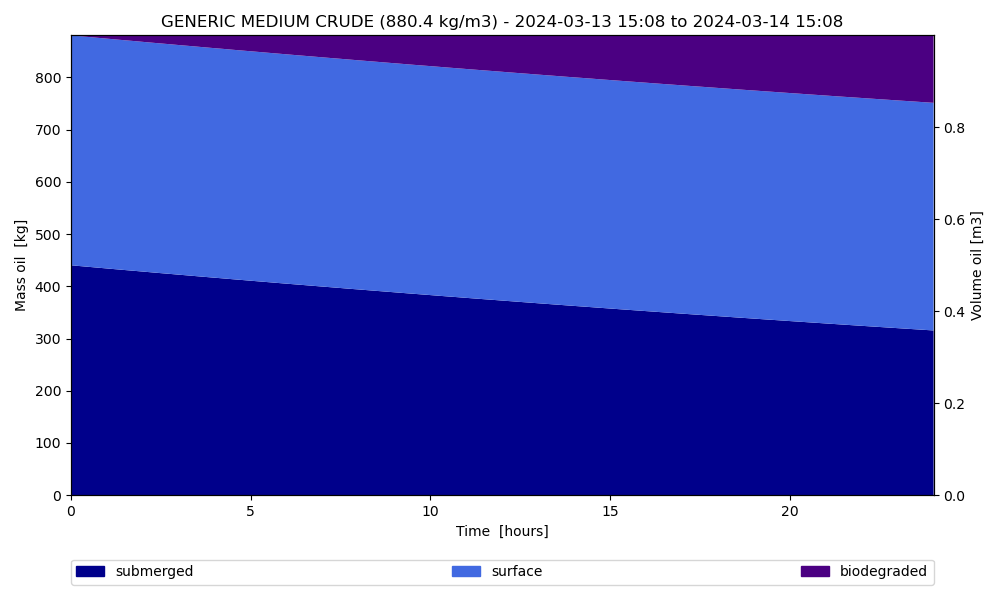 GENERIC MEDIUM CRUDE (880.4 kg/m3) - 2024-03-13 15:08 to 2024-03-14 15:08
Mass oil [kg]
800
700
600
500
400
300
200
100
0
0.8
0.6
0.4
0.2
0.0
Volume oil [m3]
0 5 10 15 20
Time [hours]
submerged surface biodegraded